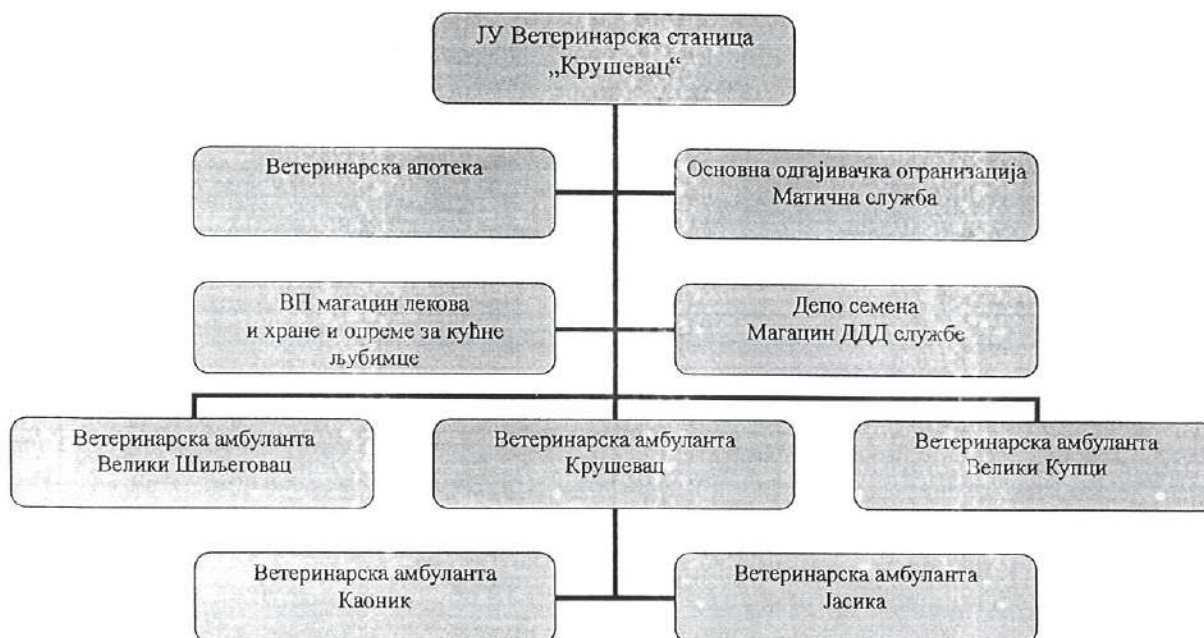 ЈУ Ветеринарска станица
„Крушевац“
Ветеринарска апотека
Основна одгајивачка огранизација
Матична служба
ВП магацин лекова
и хране и опреме за кућне
љубимце
Депо семена
Магацин ДДД службе
Ветеринарска амбуланта
Велики Шиљеговац
Ветеринарска амбуланта
Крушевац
Ветеринарска амбуланта
Велики Купци
Ветеринарска амбуланта
Каоник
Ветеринарска амбуланта
Јасика